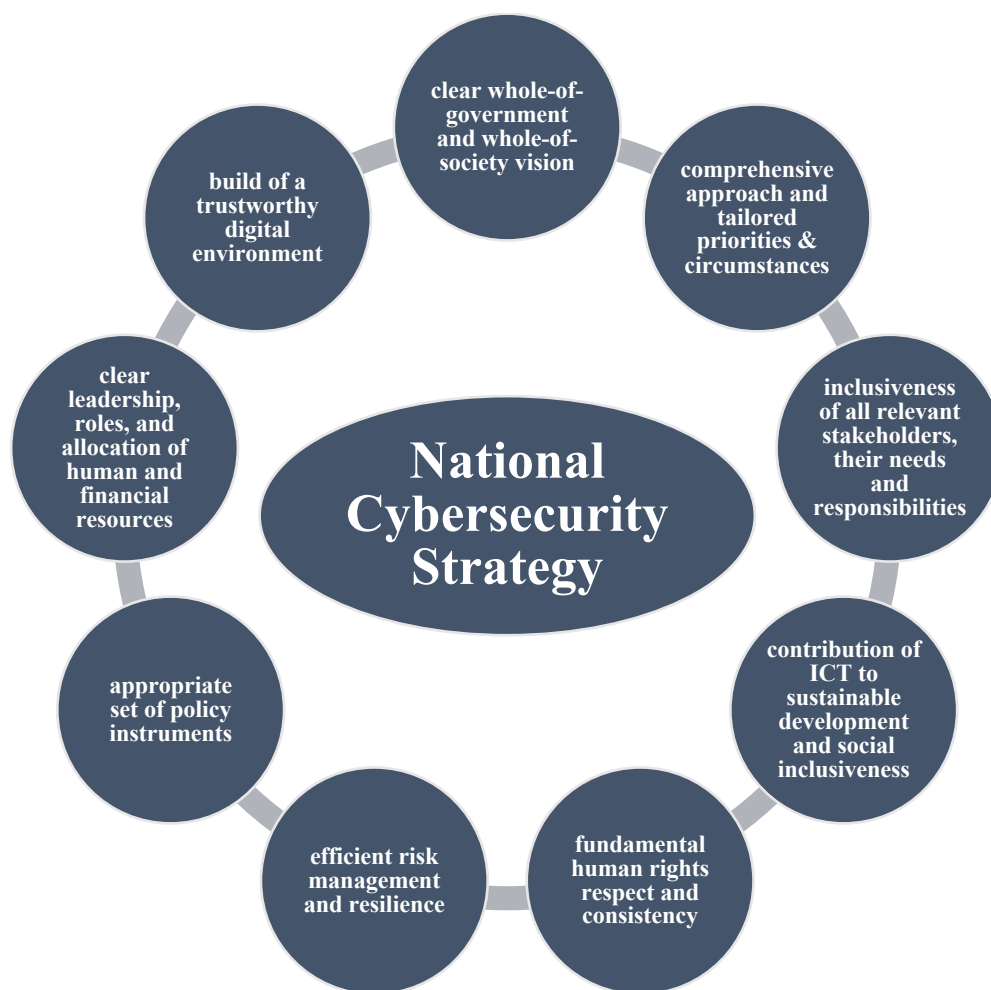 clear whole-of-
government
and whole-of-
society vision
comprehensive
approach and
tailored
priorities &
circumstances
inclusiveness
of all relevant
stakeholders,
their needs
and
responsibilities
contribution of
ICT to
sustainable
development
and social
inclusiveness
fundamental
human rights
respect and
consistency
efficient risk
management
and resilience
appropriate
set of policy
instruments
clear
leadership,
roles, and
allocation of
human and
financial
resources
build of a
trustworthy
digital
environment
National
Cybersecurity
Strategy